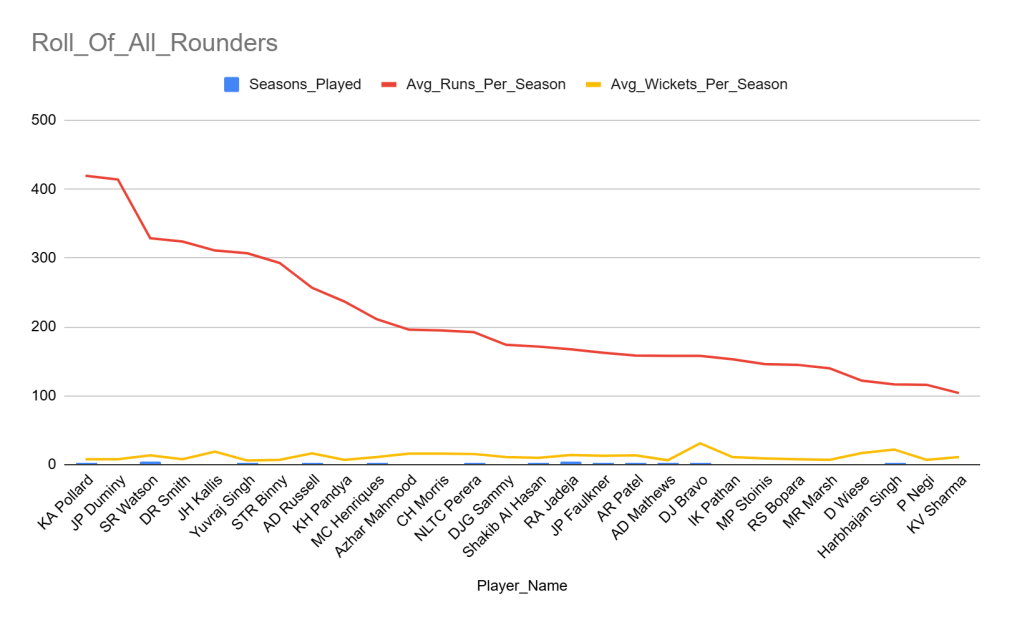 Roll_Of_All_Rounders
Seasons_Played Avg_Runs_Per_Season Avg_Wickets_Per_Season
500
400
300
200
100
0
KA Pollard
JP Duminy
SR Watson
DR Smith
JH Kallis
Yuvraj Singh
STR Binny
AD Russell
KH Pandya
MC Henriques
Azhar Mahmood
CH Morris
NLTC Perera
DJG Sammy
Shakib Al Hasan
RA Jadeja
JP Faulkner
AR Patel
AD Mathews
DJ Bravo
IK Pathan
MP Stoinis
RS Bopara
MR Marsh
D Wiese
Harbhajan Singh
P Negi
KV Sharma
Player_Name